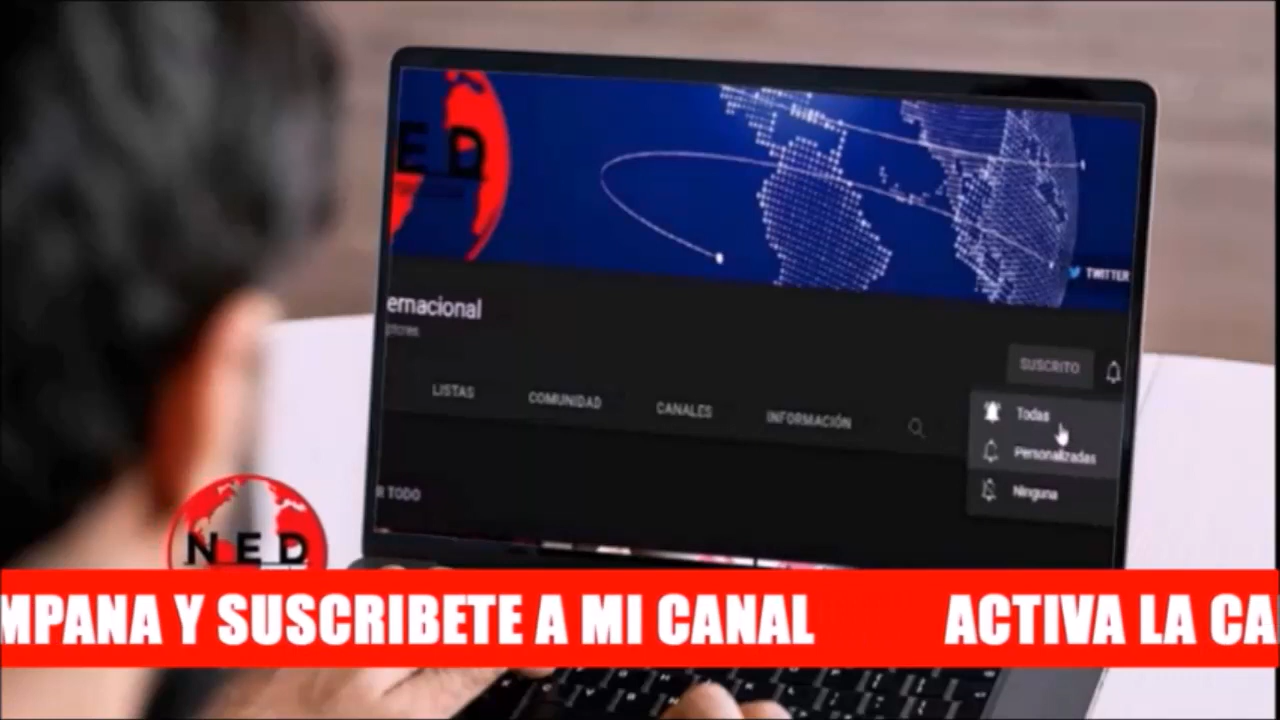 E D
TWITTER
ernacional
SUSCRITO
LISTAS
COMUNIDAD
CANALES
INFORMACIÓN
Todas
Personalizadas
Ninguna
R TODO
NED
MPANA Y SUSCRIBETE A MI CANAL ACTIVA LA CA